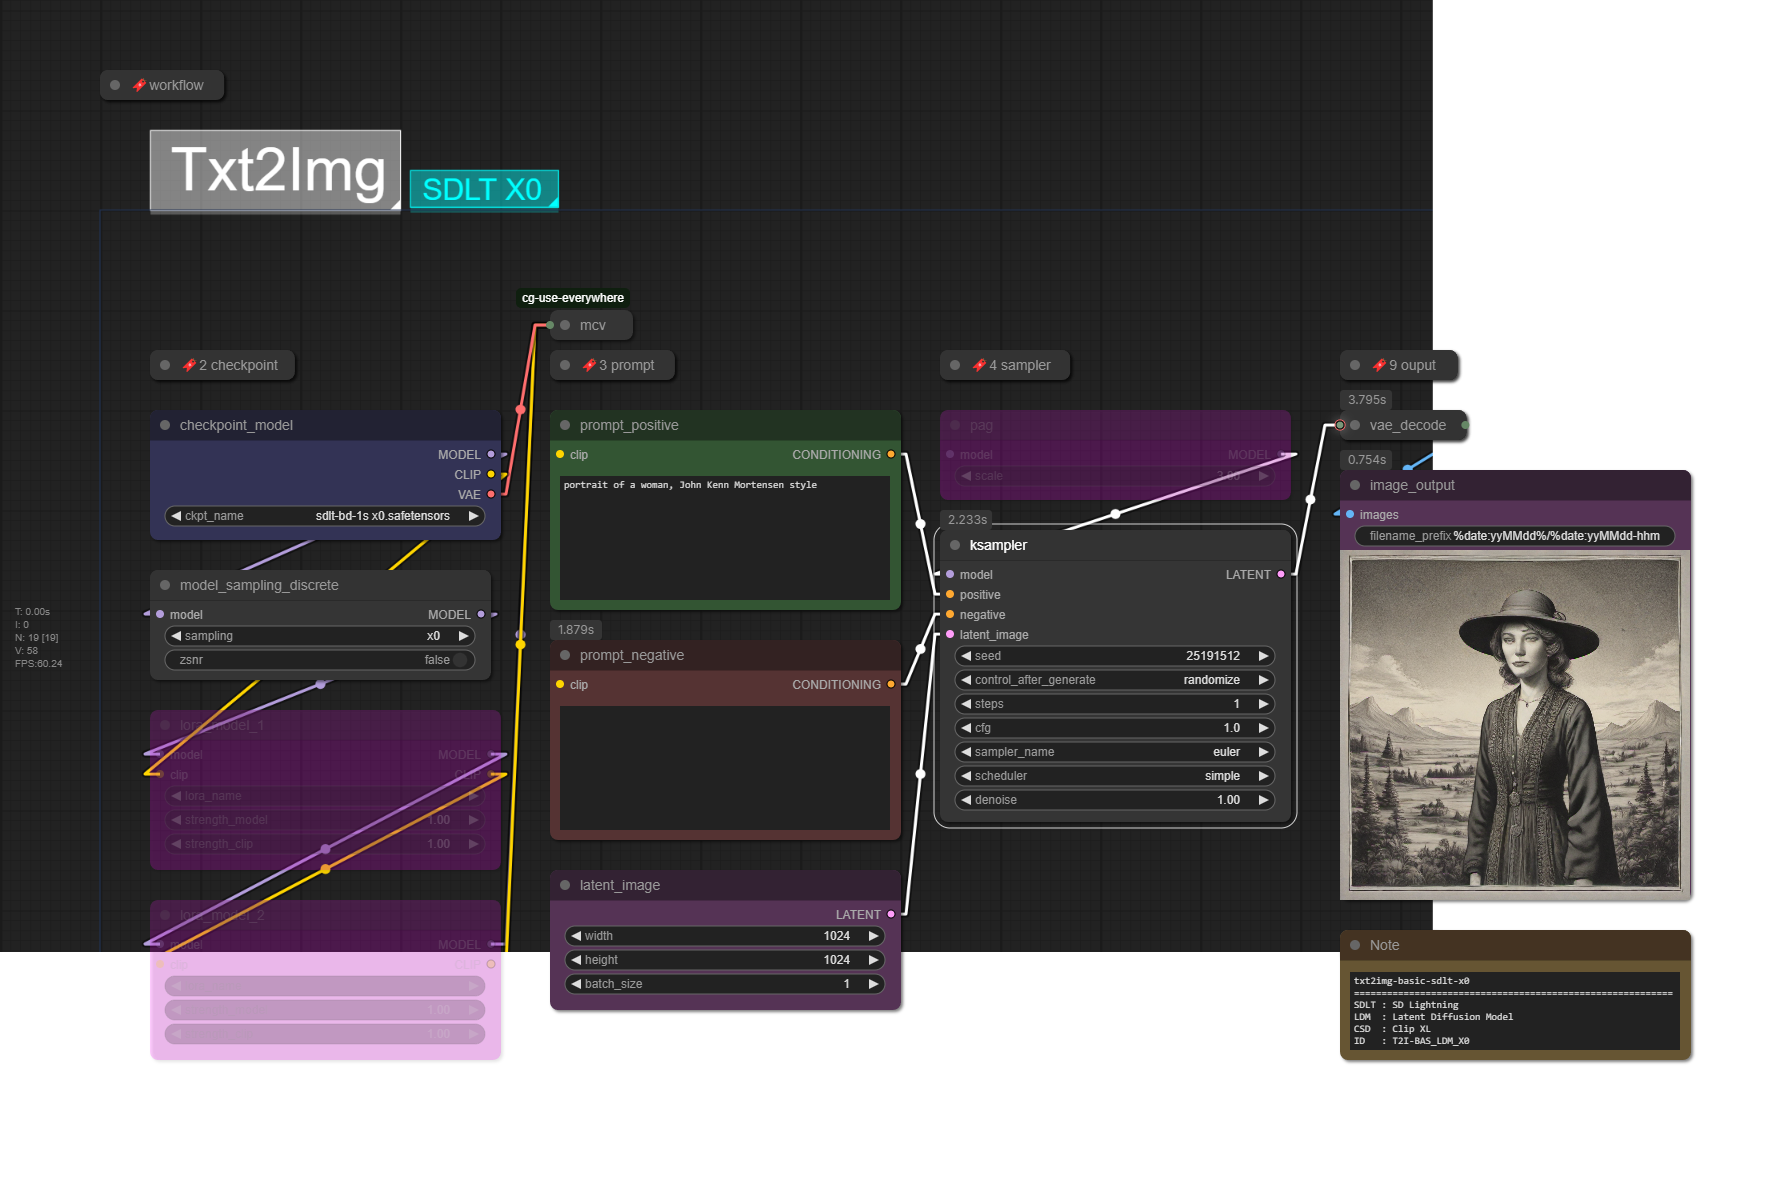 workflow
Txt2Img
SDLT X0
cg-use-everywhere
mcv
2 checkpoint
3 prompt
4 sampler
9 ouput
checkpoint_model
MODEL
CLIP
VAE
ckpt_name sdlt-bd-1s x0.safetensors
model_sampling_discrete
model MODEL
sampling x0
zsnr false
T: 0.00s
I: 0
N: 19 [19]
V: 58
FPS:60.24
lora_model_1
model MODEL
clip CLIP
lora_name
strength_model 1.00
strength_clip 1.00
lora_model_2
model MODEL
clip CLIP
1.00
1.00
prompt_positive
clip CONDITIONING
portrait of a woman, John Kenn Mortensen style
1.879s
prompt_negative
clip CONDITIONING
latent_image
LATENT
width 1024
height 1024
batch_size 1
pag
model MODEL
scale
2.233s
ksampler
model LATENT
positive
negative
latent_image
seed 25191512
control_after_generate randomize
steps 1
cfg 1.0
sampler_name euler
scheduler simple
denoise 1.00
3.795s
vae_decode
0.754s
image_output
images
filename_prefix %date:yyMMdd%/%date:yyMMdd-hhm
Note
txt2img-basic-sdlt-x0
==========================================================
SDLT : SD Lightning
LDM : Latent Diffusion Model
CSD : Clip XL
ID : T2I-BAS_LDM_X0